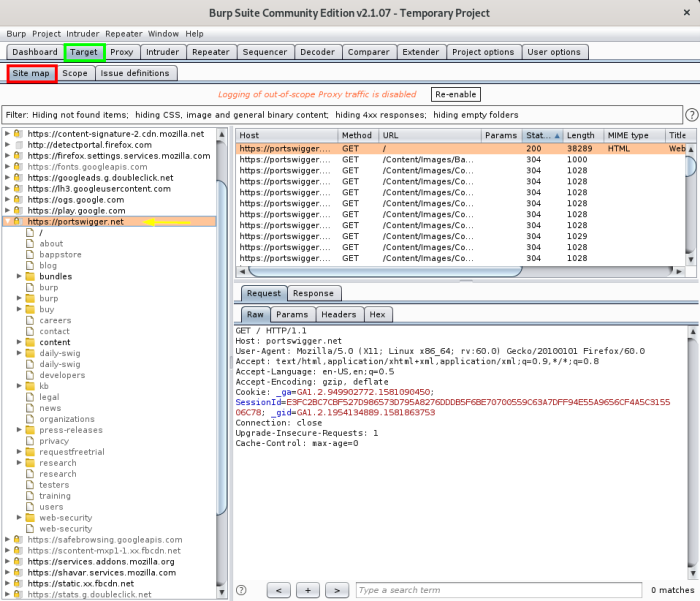 Burp Suite Community Edition v2.1.07 - Temporary Project
Burp Project Intruder Repeater Window Help
Dashboard Target Proxy Intruder Repeater Sequencer Decoder Comparer Extender Project options User options
Site map Scope Issue definitions
Logging of out-of-scope Proxy traffic is disabled Re-enable
Filter: Hiding not found items; hiding CSS, image and general binary content; hiding 4xx responses; hiding empty folders ?
https://content-signature-2.cdn.mozilla.net
http://detectportal.firefox.com
https://firefox.settings.services.mozilla.com
https://fonts.googleapis.com
https://googleads.g.doubleclick.net
https://lh3.googleusercontent.com
https://ogs.google.com
https://play.google.com
https://portswigger.net
/
about
bappstore
blog
bundles
burp
burp
buy
careers
contact
content
daily-swig
daily-swig
developers
kb
legal
news
organizations
press-releases
privacy
requestfreetrial
research
research
testers
training
users
web-security
web-security
https://safebrowsing.googleapis.com
https://scontent-mxp1-1.xx.fbcdn.net
https://services.addons.mozilla.org
https://shavar.services.mozilla.com
https://static.xx.fbcdn.net
https://stats.g.doubleclick.net
Host Method URL Params Stat... Length MIME type Title
https://portswigger.... GET / 200 38289 HTML Web
https://portswigger.... GET /Content/Images/Ba... 304 1000
https://portswigger.... GET /Content/Images/Co... 304 1028
https://portswigger.... GET /Content/Images/Co... 304 1028
https://portswigger.... GET /Content/Images/Co... 304 1028
https://portswigger.... GET /Content/Images/Co... 304 1028
https://portswigger.... GET /Content/Images/Co... 304 1028
https://portswigger.... GET /Content/Images/Co... 304 1028
https://portswigger.... GET /Content/Images/Co... 304 1029
https://portswigger.... GET /Content/Images/Co... 304 1028
https://portswigger.... GET /Content/Images/Co... 304 1028
Request Response
Raw Params Headers Hex
GET / HTTP/1.1
Host: portswigger.net
User-Agent: Mozilla/5.0 (X11; Linux x86_64; rv:60.0) Gecko/20100101 Firefox/60.0
Accept: text/html,application/xhtml+xml,application/xml;q=0.9,*/*;q=0.8
Accept-Language: en-US,en;q=0.5
Accept-Encoding: gzip, deflate
Cookie: _ga=GA1.2.949902772.1581090450;
SessionId=E3FC2BC7CBF527D986573D795A8276DDDB5F6BE70700559C63A7DFF94E55A9656CF4A5C3155
06C78; _gid=GA1.2.1954134889.1581863753
Connection: close
Upgrade-Insecure-Requests: 1
Cache-Control: max-age=0
? < + > Type a search term 0 matches